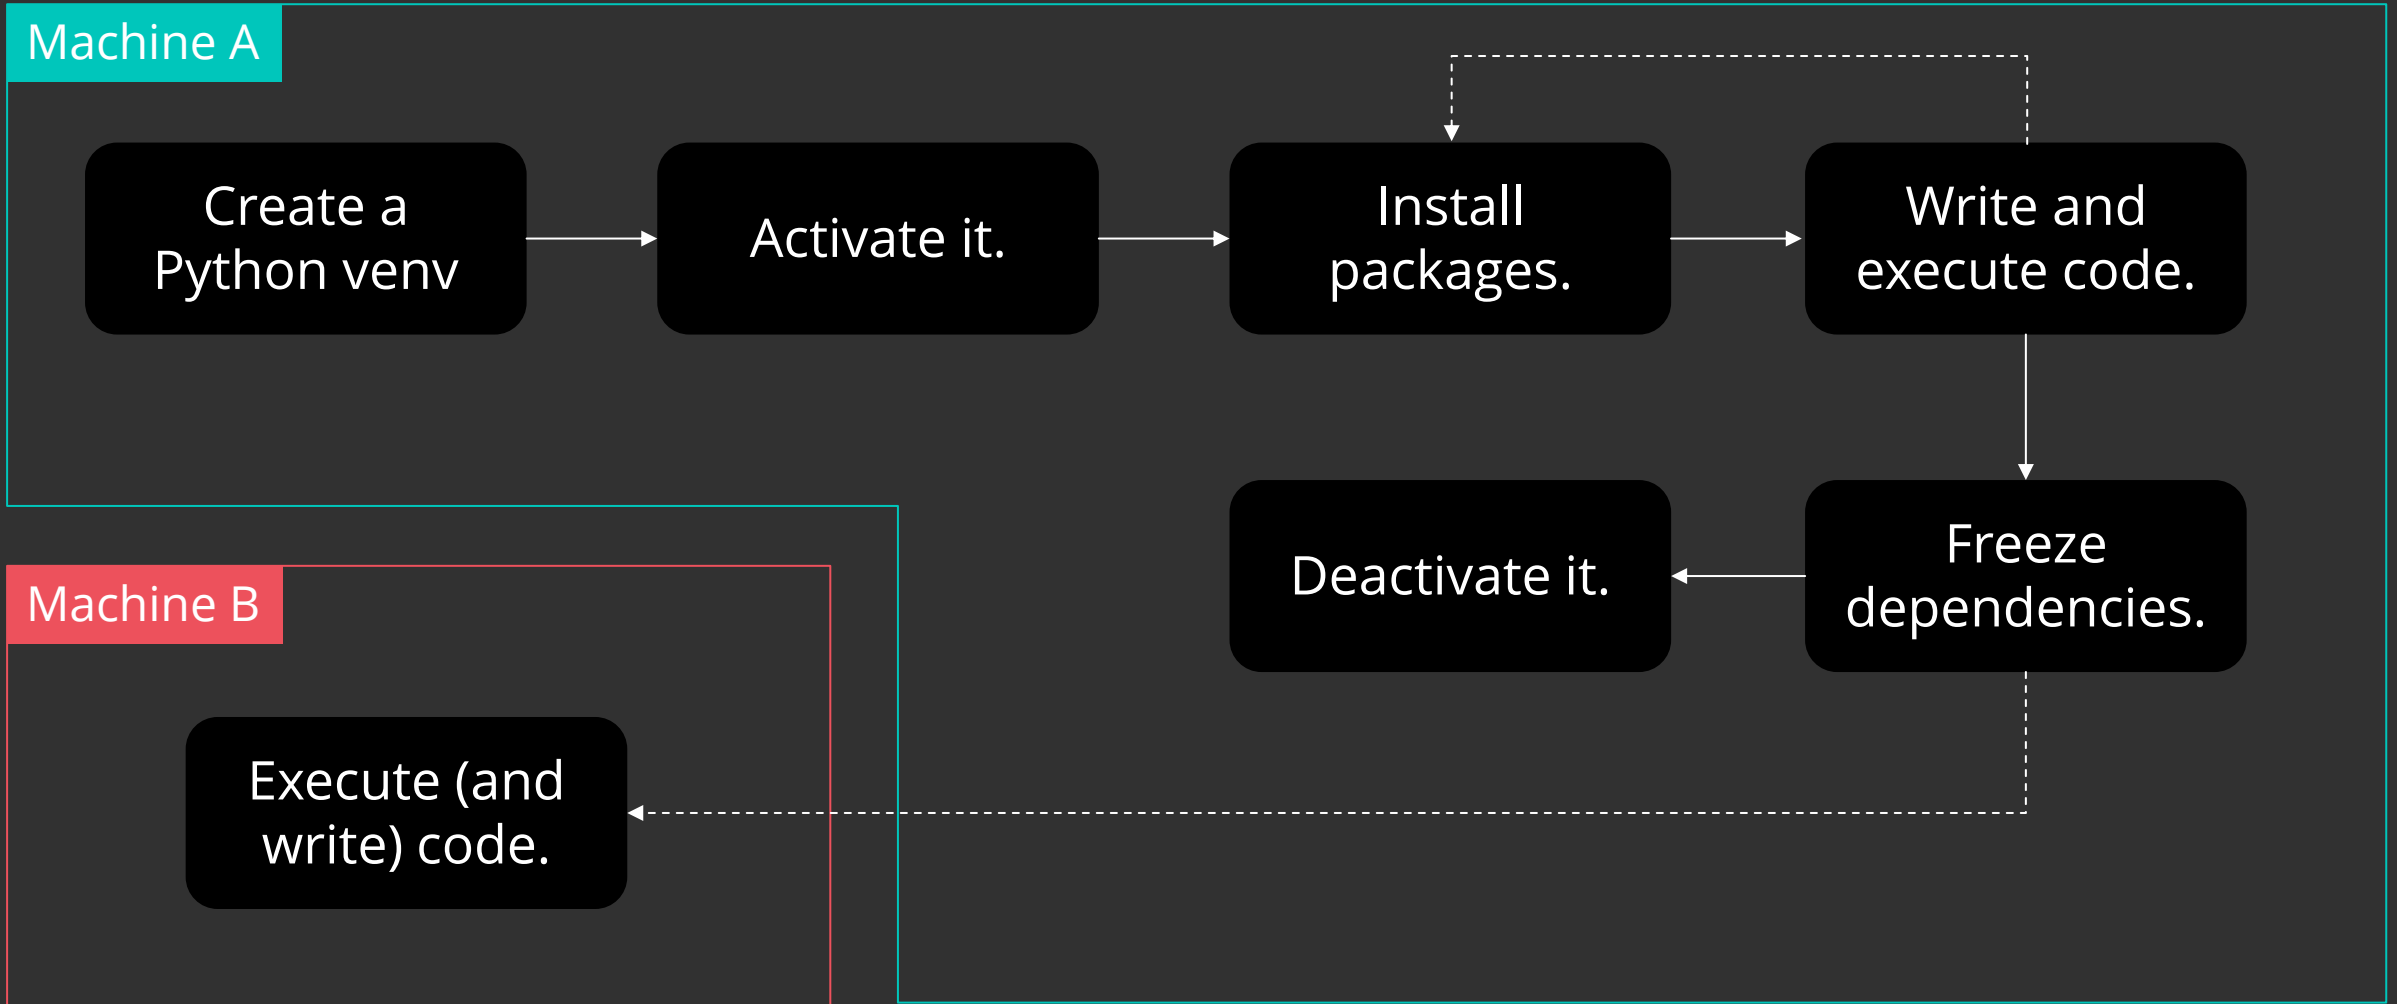 Machine A
Create a
Python venv
Activate it.
Install
packages.
Write and
execute code.
Deactivate it.
Freeze
dependencies.
Machine B
Execute (and
write) code.